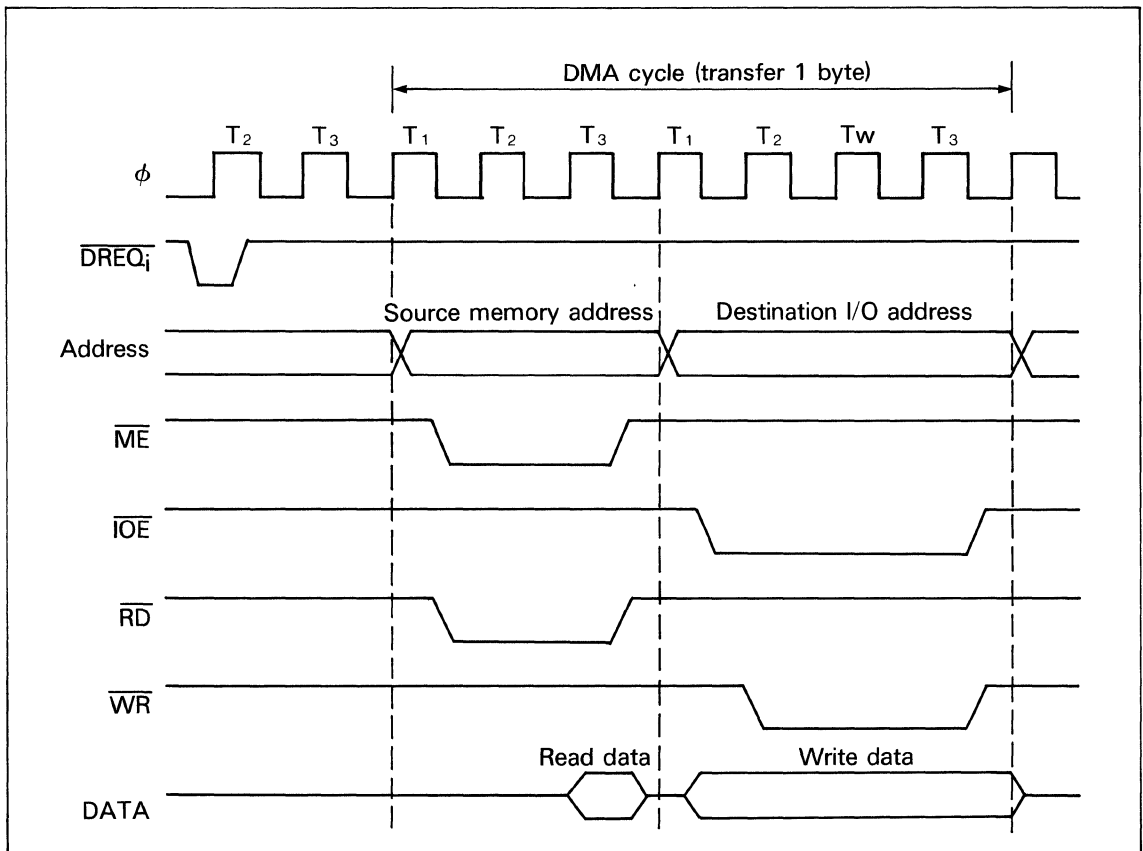 DMA cycle (transfer 1 byte)
T2 T3 T1 T2 T3 T1 T2 Tw T3
ϕ
DREQi
Source memory address Destination I/O address
Address
ME
IOE
RD
WR
Read data Write data
DATA